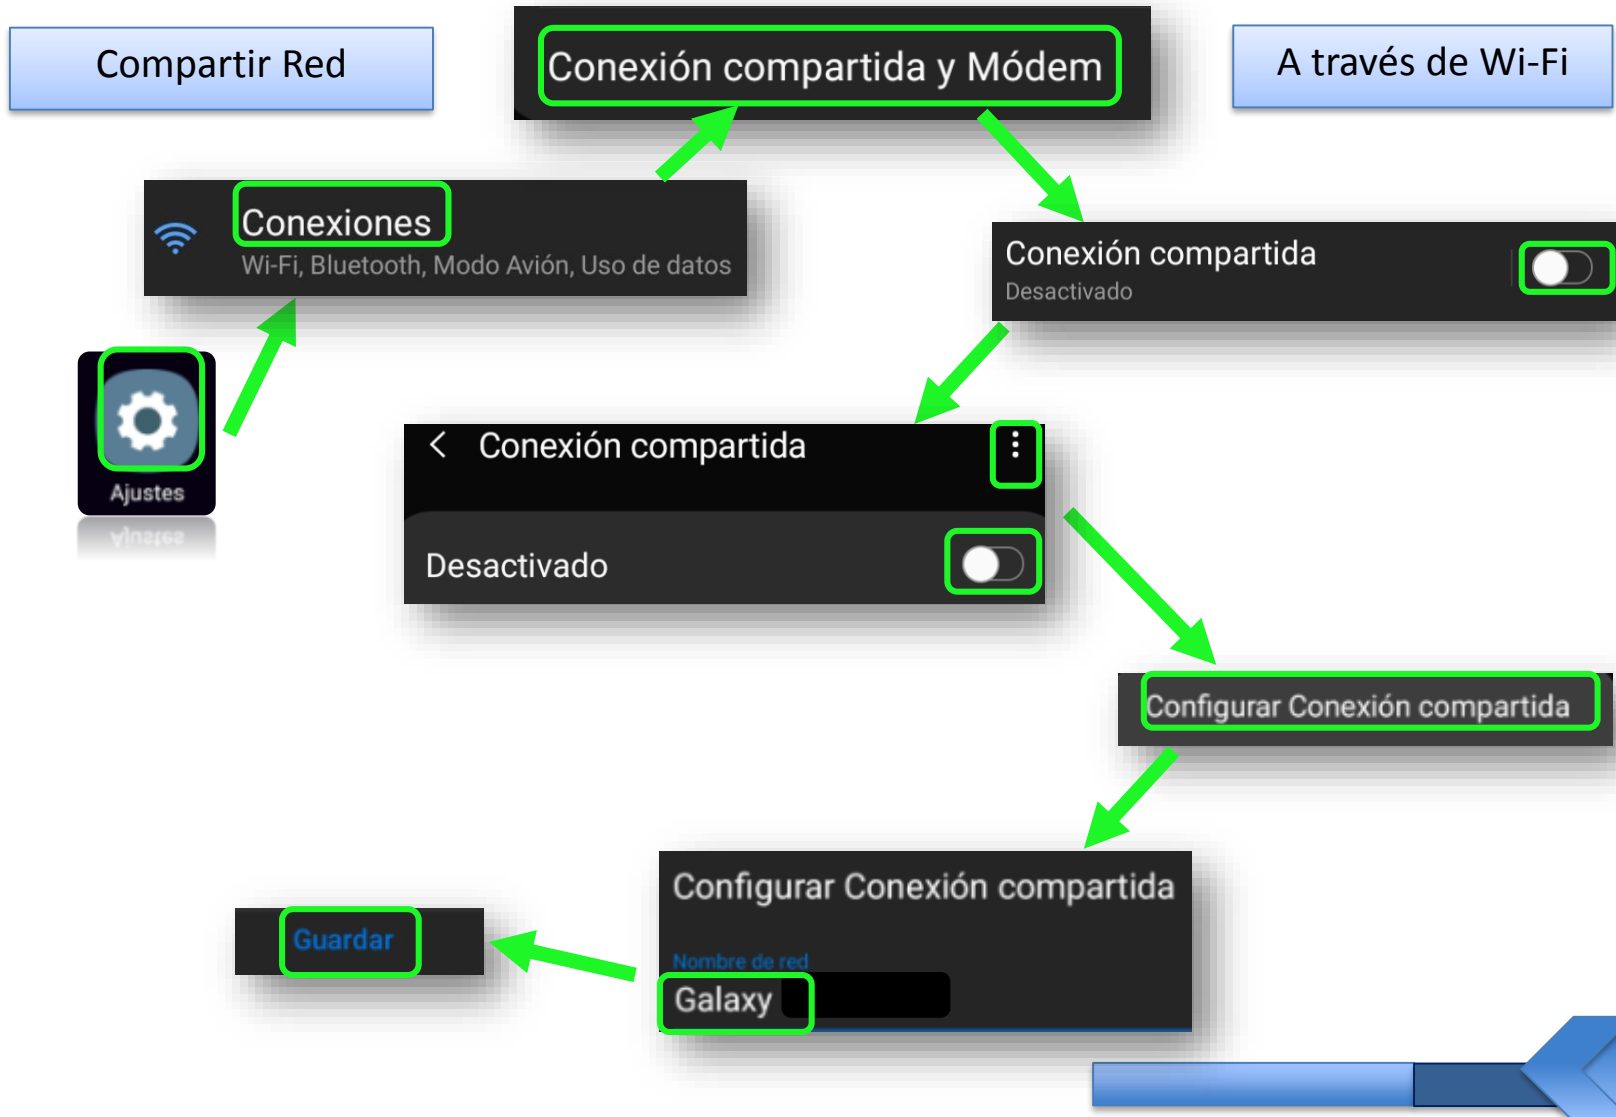 Compartir Red
Conexión compartida y Módem
A través de Wi-Fi
Conexiones
Wi-Fi, Bluetooth, Modo Avión, Uso de datos
Conexión compartida
Desactivado
Ajustes
Conexión compartida
Desactivado
Configurar Conexión compartida
Configurar Conexión compartida
Nombre de red
Galaxy
Guardar